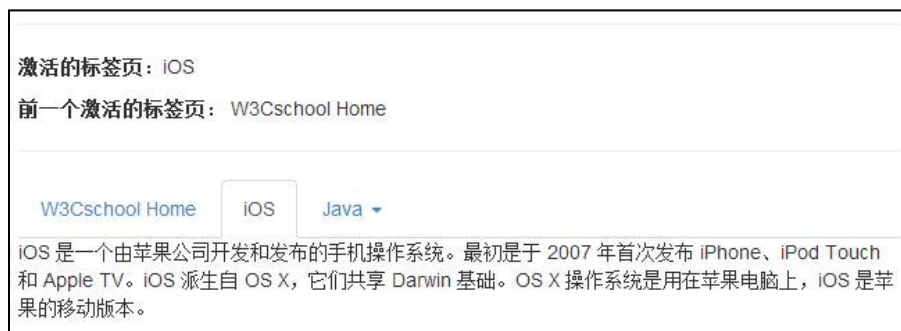 激活的标签页：iOS
前一个激活的标签页： W3Cschool Home
W3Cschool Home iOS Java
iOS 是一个由苹果公司开发和发布的手机操作系统。最初是于 2007 年首次发布 iPhone、iPod Touch
和 Apple TV。iOS 派生自 OS X，它们共享 Darwin 基础。OS X 操作系统是用在苹果电脑上，iOS 是苹
果的移动版本。